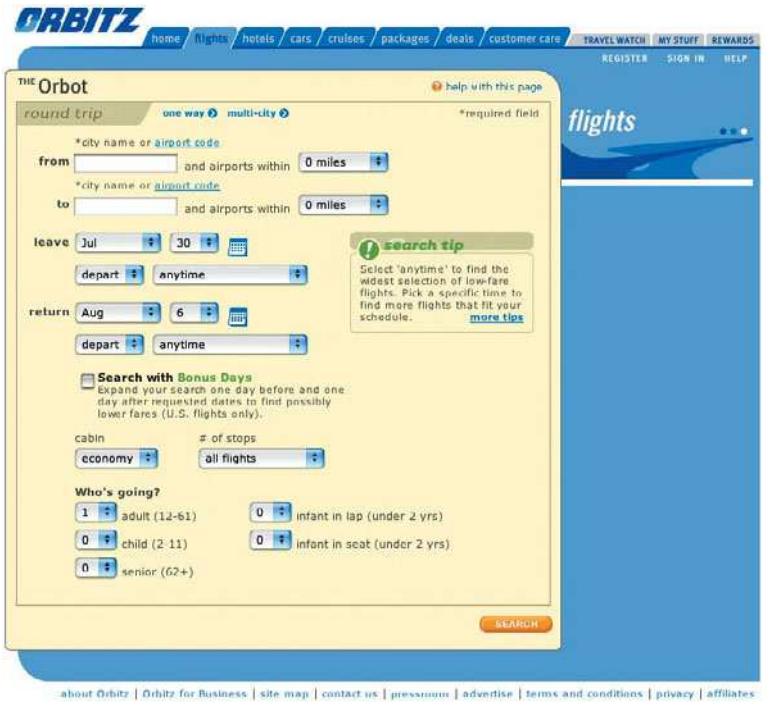 ORBITZ
home / flights / hotels / cars / cruises / packages / deals / customer care
TRAVEL WATCH MY STUFF REWARDS
REGISTER SIGN IN HELP
THE Orbot
help with this page
round trip one way multi-city *required field
flights
*city name or airport code
from and airports within 0 miles
*city name or airport code
to and airports within 0 miles
leave Jul 30
depart anytime
return Aug 6
depart anytime
! search tip
Select 'anytime' to find the
widest selection of low-fare
flights. Pick a specific time to
find more flights that fit your
schedule. more tips
Search with Bonus Days
Expand your search one day before and one
day after requested dates to find possibly
lower fares (U.S. flights only).
cabin # of stops
economy all flights
Who's going?
1 adult (12-61) 0 infant in lap (under 2 yrs)
0 child (2-11) 0 infant in seat (under 2 yrs)
0 senior (62+)
SEARCH
about Orbitz | Orbitz for Business | site map | contact us | pressroom | advertise | terms and conditions | privacy | affiliates